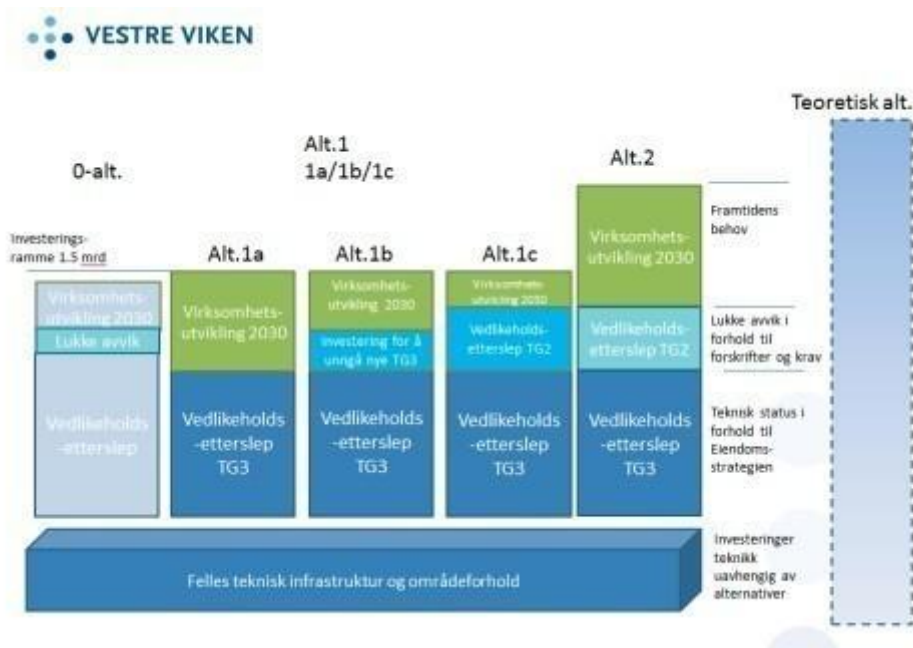 VESTRE VIKEN
Teoretisk alt.
Alt.1
1a/1b/1c
0-alt.
Alt.2
Investerings-
ramme 1.5 mrd
Alt.1a
Alt.1b
Alt.1c
Framtidens
behov
Virksomhets-
utvikling 2030
Lukke avvik
Vedlikeholds
-etterslep
Virksomhets-
utvikling 2030
Vedlikeholds
-etterslep
TG3
Virksomhets-
utvikling 2030
Investering for å
unngå nye TG3
Vedlikeholds
-etterslep
TG3
Virksomhets-
utvikling 2030
Vedlikeholds-
etterslep TG2
Vedlikeholds
-etterslep
TG3
Virksomhets-
utvikling 2030
Vedlikeholds-
etterslep TG2
Vedlikeholds
-etterslep
TG3
Lukke avvik i
forhold til
forskrifter og krav
Teknisk status i
forhold til
Eiendoms-
strategien
Felles teknisk infrastruktur og områdeforhold
Investeringer
teknikk
uavhengig av
alternativer